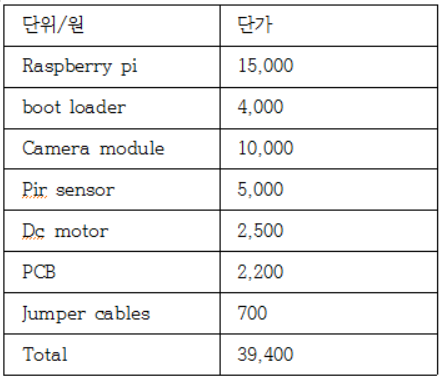 단위/원 단가
Raspberry pi 15,000
boot loader 4,000
Camera module 10,000
Pir sensor 5,000
Dc motor 2,500
PCB 2,200
Jumper cables 700
Total 39,400